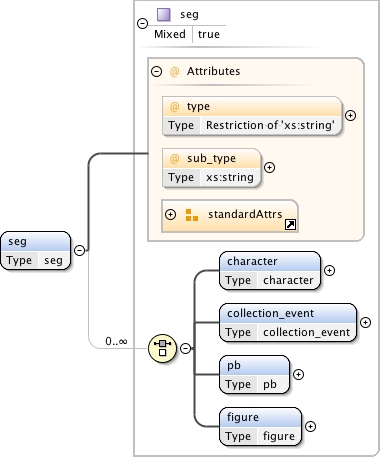 seg
Mixed true
@ Attributes
@ type
Type Restriction of 'xs:string'
@ sub_type
Type xs:string
standardAttrs
seg
Type seg
0..∞
character
Type character
collection_event
Type collection_event
pb
Type pb
figure
Type figure